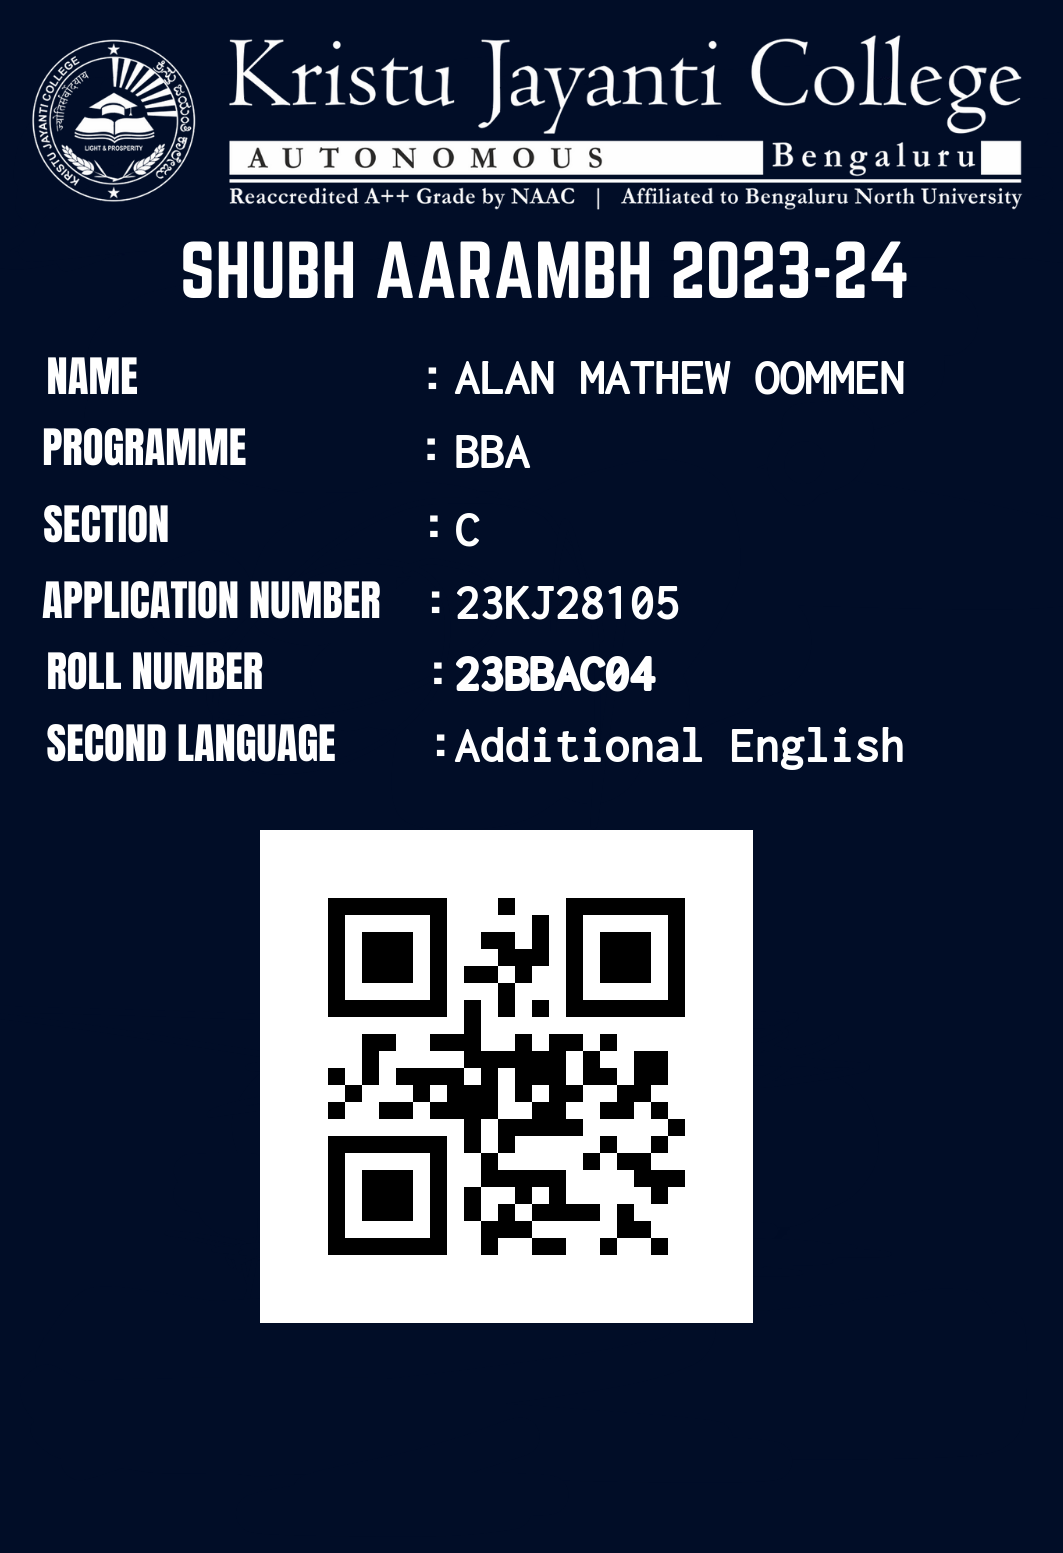 Kristu Jayanti College
AUTONOMOUS Bengaluru
Reaccredited A++ Grade by NAAC | Affiliated to Bengaluru North University
KRISTU JAYANTI COLLEGE
LIGHT & PROSPERITY
SHUBH AARAMBH 2023-24
NAME : ALAN MATHEW OOMMEN
PROGRAMME : BBA
SECTION : C
APPLICATION NUMBER : 23KJ28105
ROLL NUMBER : 23BBAC04
SECOND LANGUAGE : Additional English